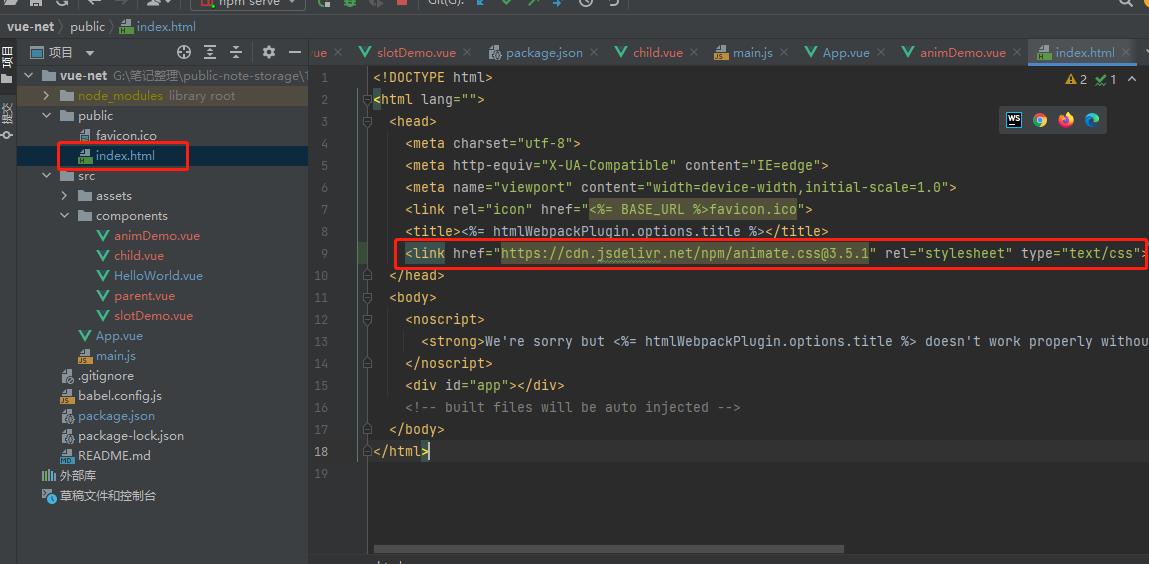 npm serve
Git(G):
vue-net public index.html
项目
提交
项目
vue-net G:\笔记整理\public-note-storage\1
node_modules library root
public
favicon.ico
index.html
src
assets
components
animDemo.vue
child.vue
HelloWorld.vue
parent.vue
slotDemo.vue
App.vue
main.js
.gitignore
babel.config.js
package.json
package-lock.json
README.md
外部库
草稿文件和控制台
ue slotDemo.vue package.json child.vue main.js App.vue animDemo.vue index.html
2 1
WS
1 <!DOCTYPE html>
2 <html lang="">
3 <head>
4 <meta charset="utf-8">
5 <meta http-equiv="X-UA-Compatible" content="IE=edge">
6 <meta name="viewport" content="width=device-width,initial-scale=1.0">
7 <link rel="icon" href="<%= BASE_URL %>favicon.ico">
8 <title><%= htmlWebpackPlugin.options.title %></title>
9 <link href="https://cdn.jsdelivr.net/npm/animate.css@3.5.1" rel="stylesheet" type="text/css">
10 </head>
11 <body>
12 <noscript>
13 <strong>We're sorry but <%= htmlWebpackPlugin.options.title %> doesn't work properly withou
14 </noscript>
15 <div id="app"></div>
16 <!-- built files will be auto injected -->
17 </body>
18 </html>
19